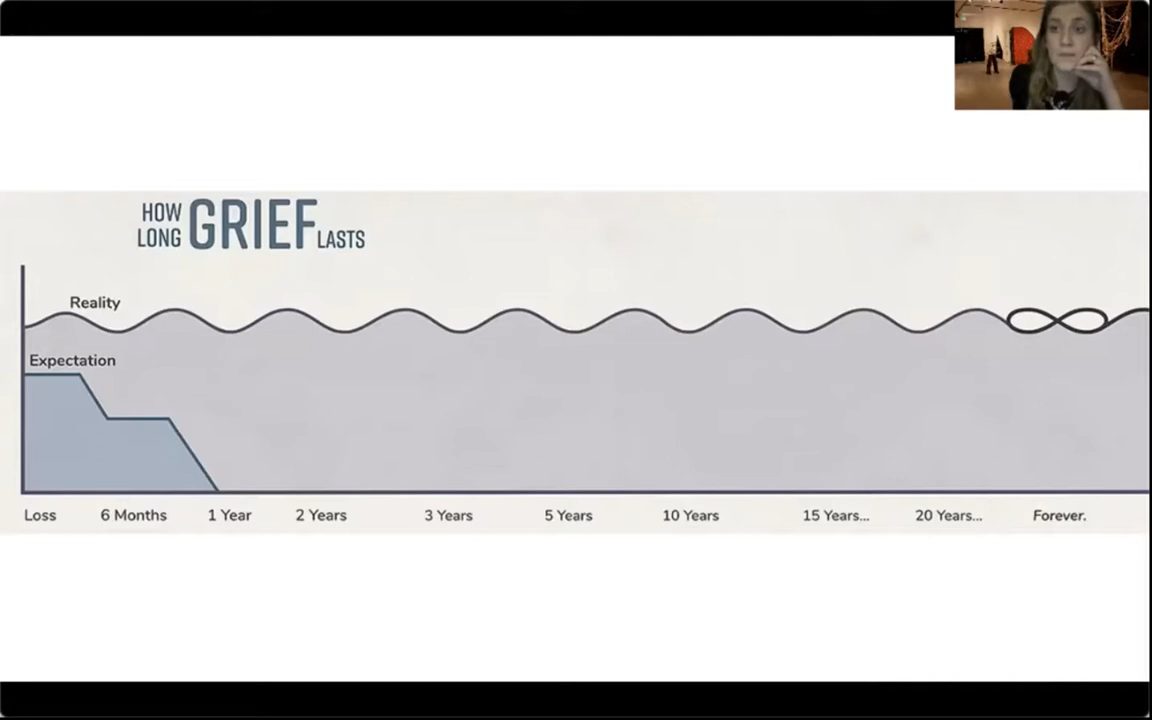 HOW LONG GRIEF LASTS
Reality
Expectation
Loss 6 Months 1 Year 2 Years 3 Years 5 Years 10 Years 15 Years... 20 Years... Forever.